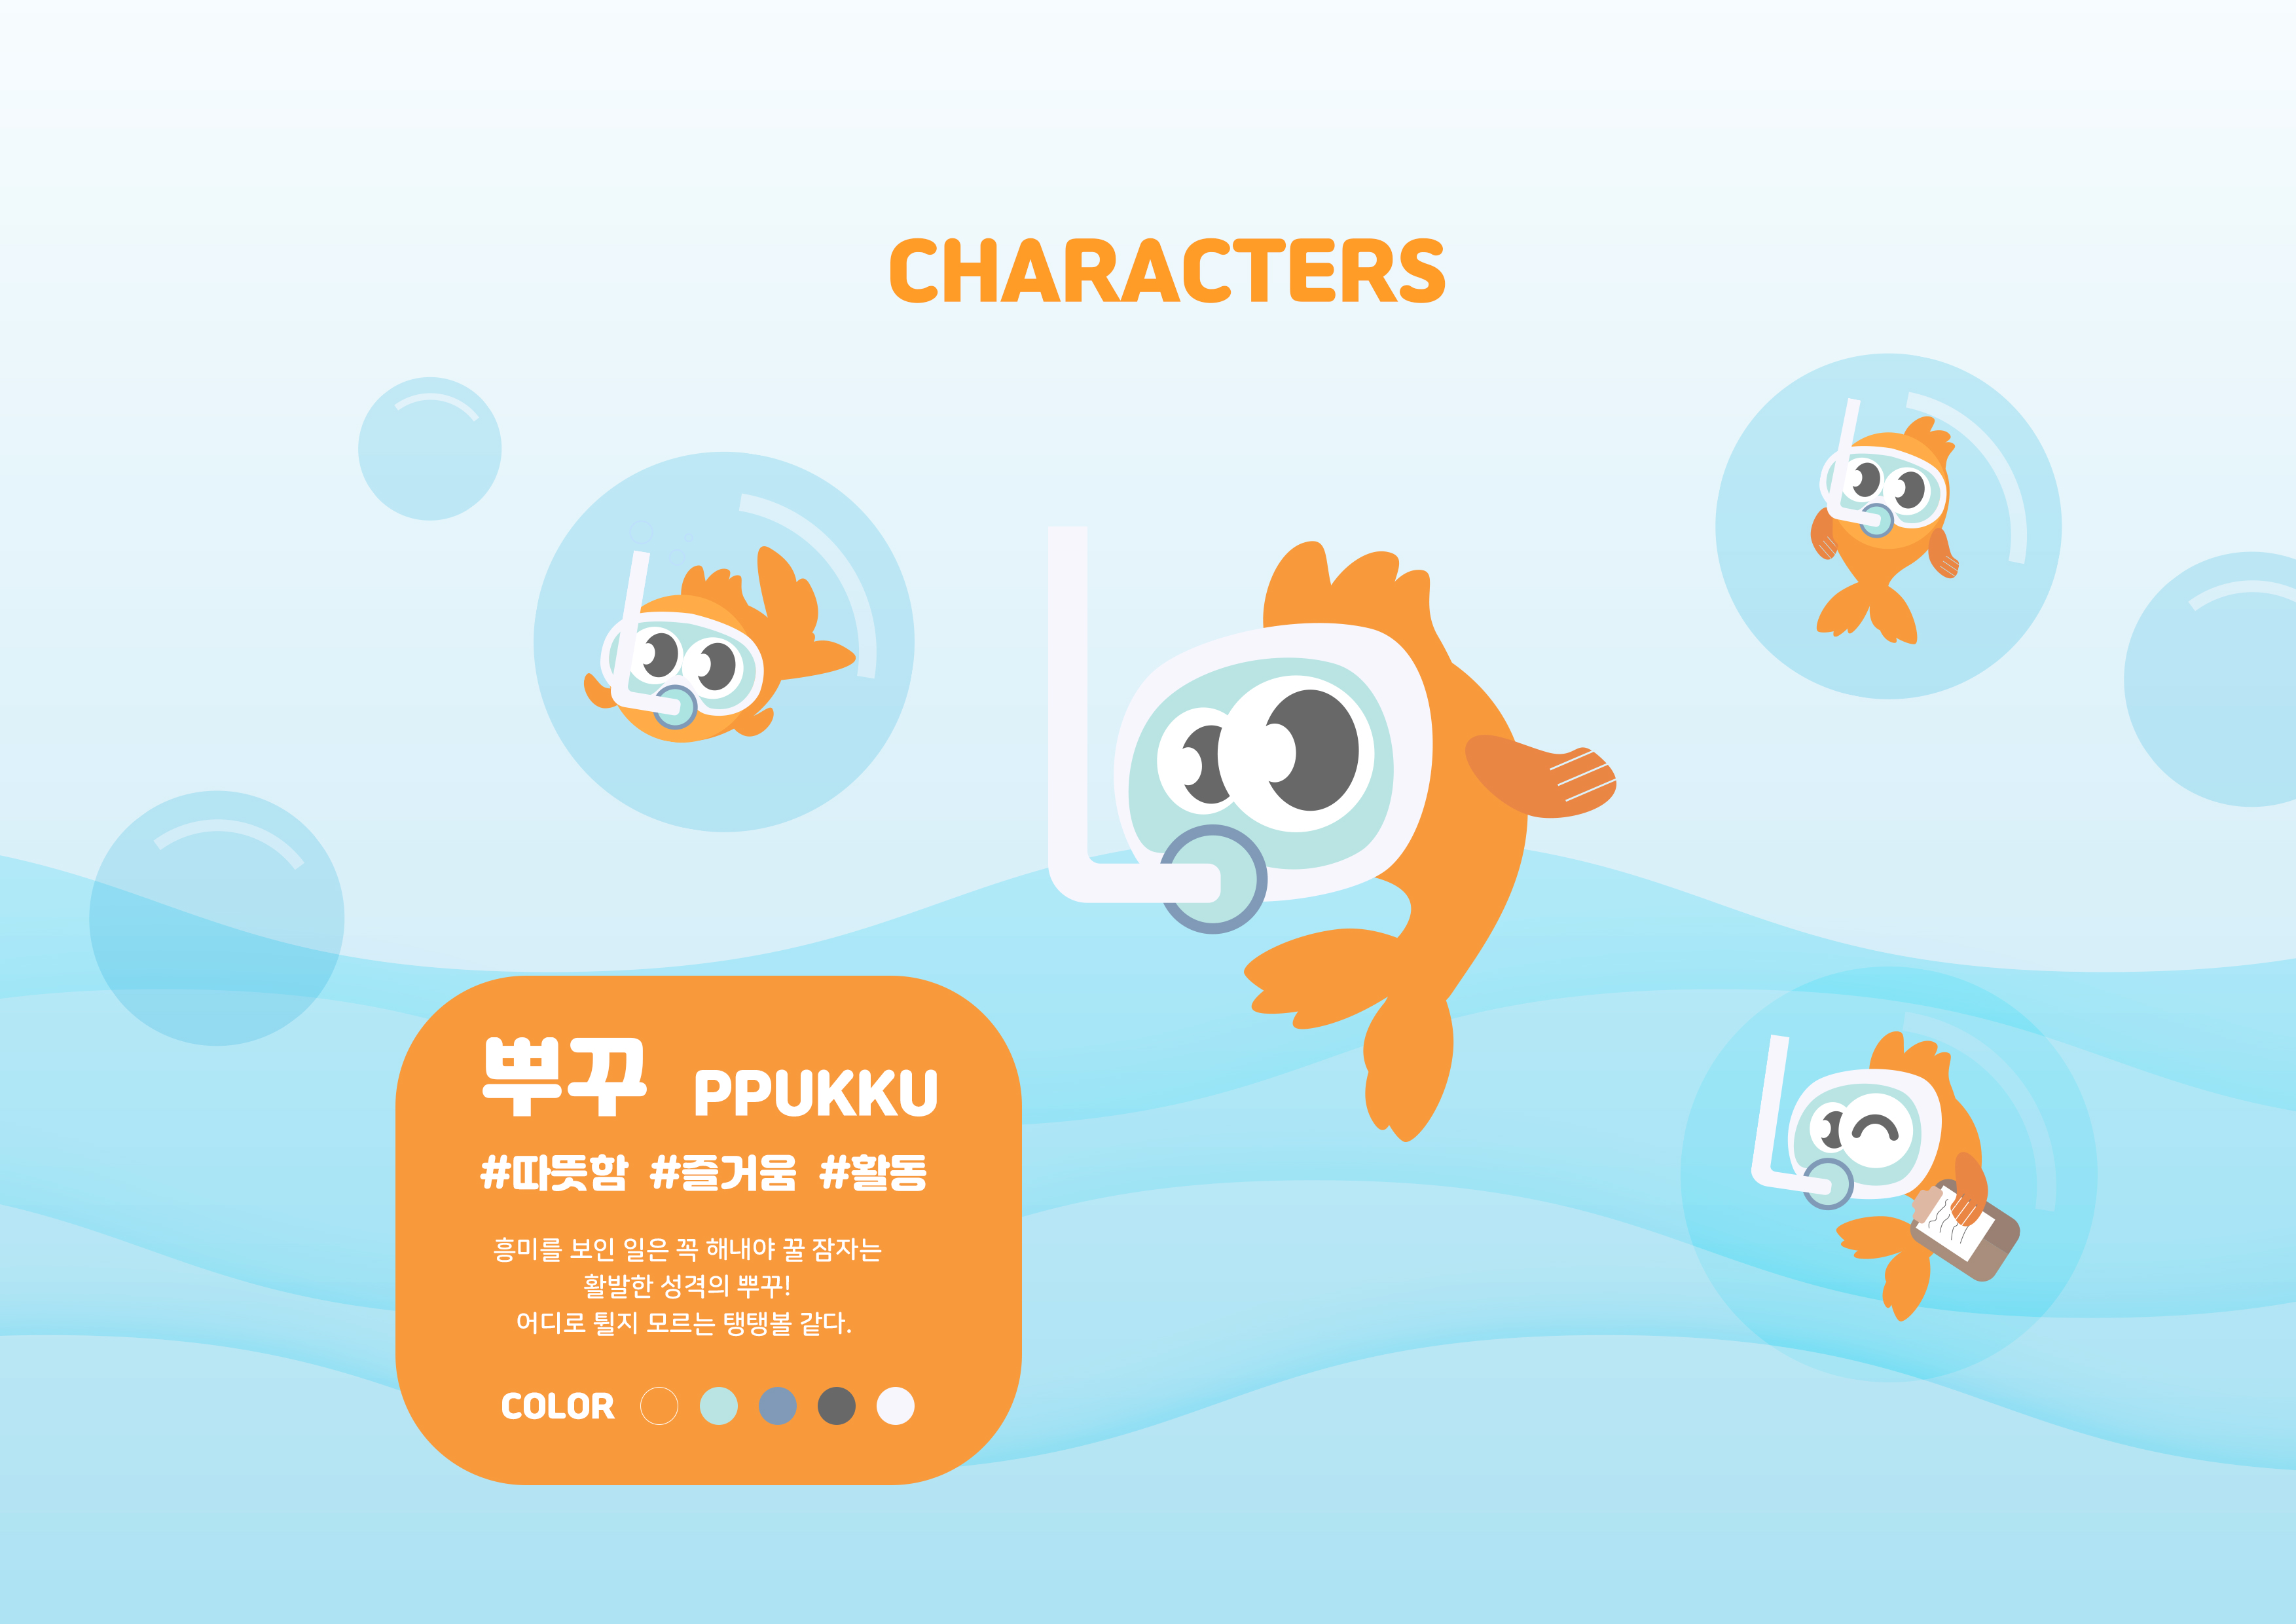 CHARACTERS
뿌꾸 PPUKKU
#따뜻함 #즐거움 #활동
흥미를 보인 일은 꼭 해내야 꿀 잠자는
활발한 성격의 뿌꾸!
어디로 튈지 모르는 탱탱볼 같다.
COLOR